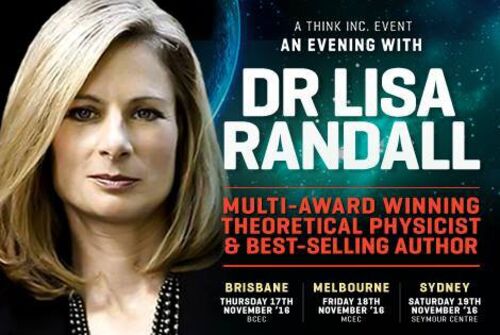 A THINK INC. EVENT
AN EVENING WITH
DR LISA
RANDALL
MULTI-AWARD WINNING
THEORETICAL PHYSICIST
& BEST-SELLING AUTHOR
BRISBANE
THURSDAY 17TH
NOVEMBER '16
BCEC
MELBOURNE
FRIDAY 18TH
NOVEMBER '16
MCEC
SYDNEY
SATURDAY 19TH
NOVEMBER '16
SEYMOUR CENTRE